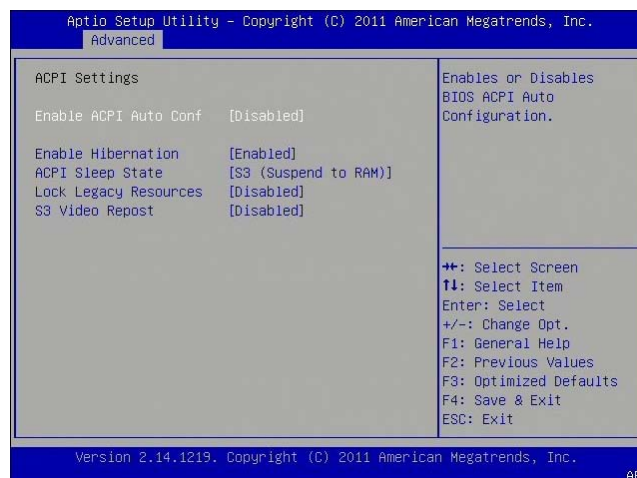 Aptio Setup Utility – Copyright (C) 2011 American Megatrends, Inc.
Advanced
ACPI Settings
Enable ACPI Auto Conf [Disabled]
Enable Hibernation [Enabled]
ACPI Sleep State [S3 (Suspend to RAM)]
Lock Legacy Resources [Disabled]
S3 Video Repost [Disabled]
Enables or Disables
BIOS ACPI Auto
Configuration.
→←: Select Screen
↑↓: Select Item
Enter: Select
+/-: Change Opt.
F1: General Help
F2: Previous Values
F3: Optimized Defaults
F4: Save & Exit
ESC: Exit
Version 2.14.1219. Copyright (C) 2011 American Megatrends, Inc.